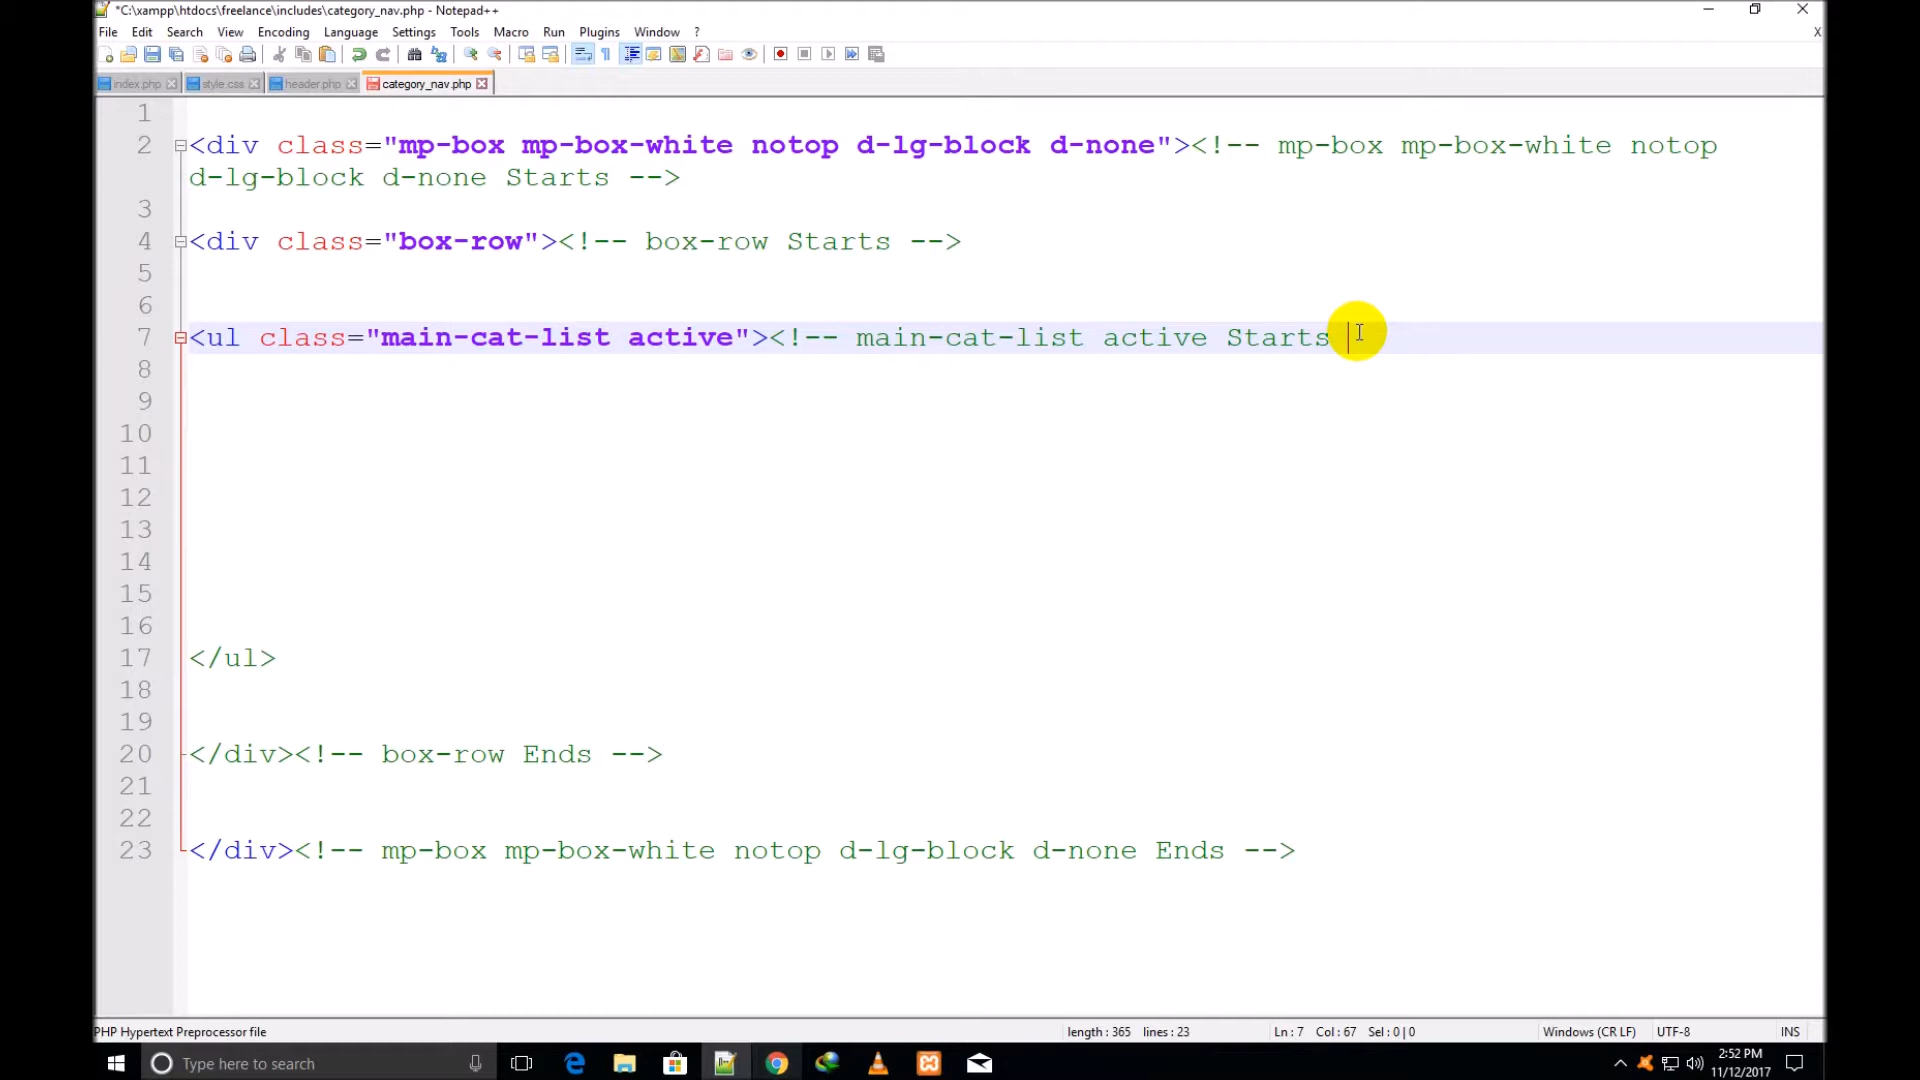 *C:\xampp\htdocs\freelance\includes\category_nav.php - Notepad++
File Edit Search View Encoding Language Settings Tools Macro Run Plugins Window ? X
index.php style.css header.php category_nav.php
1
2 <div class="mp-box mp-box-white notop d-lg-block d-none"><!-- mp-box mp-box-white notop
d-lg-block d-none Starts -->
3
4 <div class="box-row"><!-- box-row Starts -->
5
6
7 <ul class="main-cat-list active"><!-- main-cat-list active Starts
8
9
10
11
12
13
14
15
16
17 </ul>
18
19
20 </div><!-- box-row Ends -->
21
22
23 </div><!-- mp-box mp-box-white notop d-lg-block d-none Ends -->
PHP Hypertext Preprocessor file length : 365 lines : 23 Ln : 7 Col : 67 Sel : 0 | 0 Windows (CR LF) UTF-8 INS
Type here to search 2:52 PM
11/12/2017